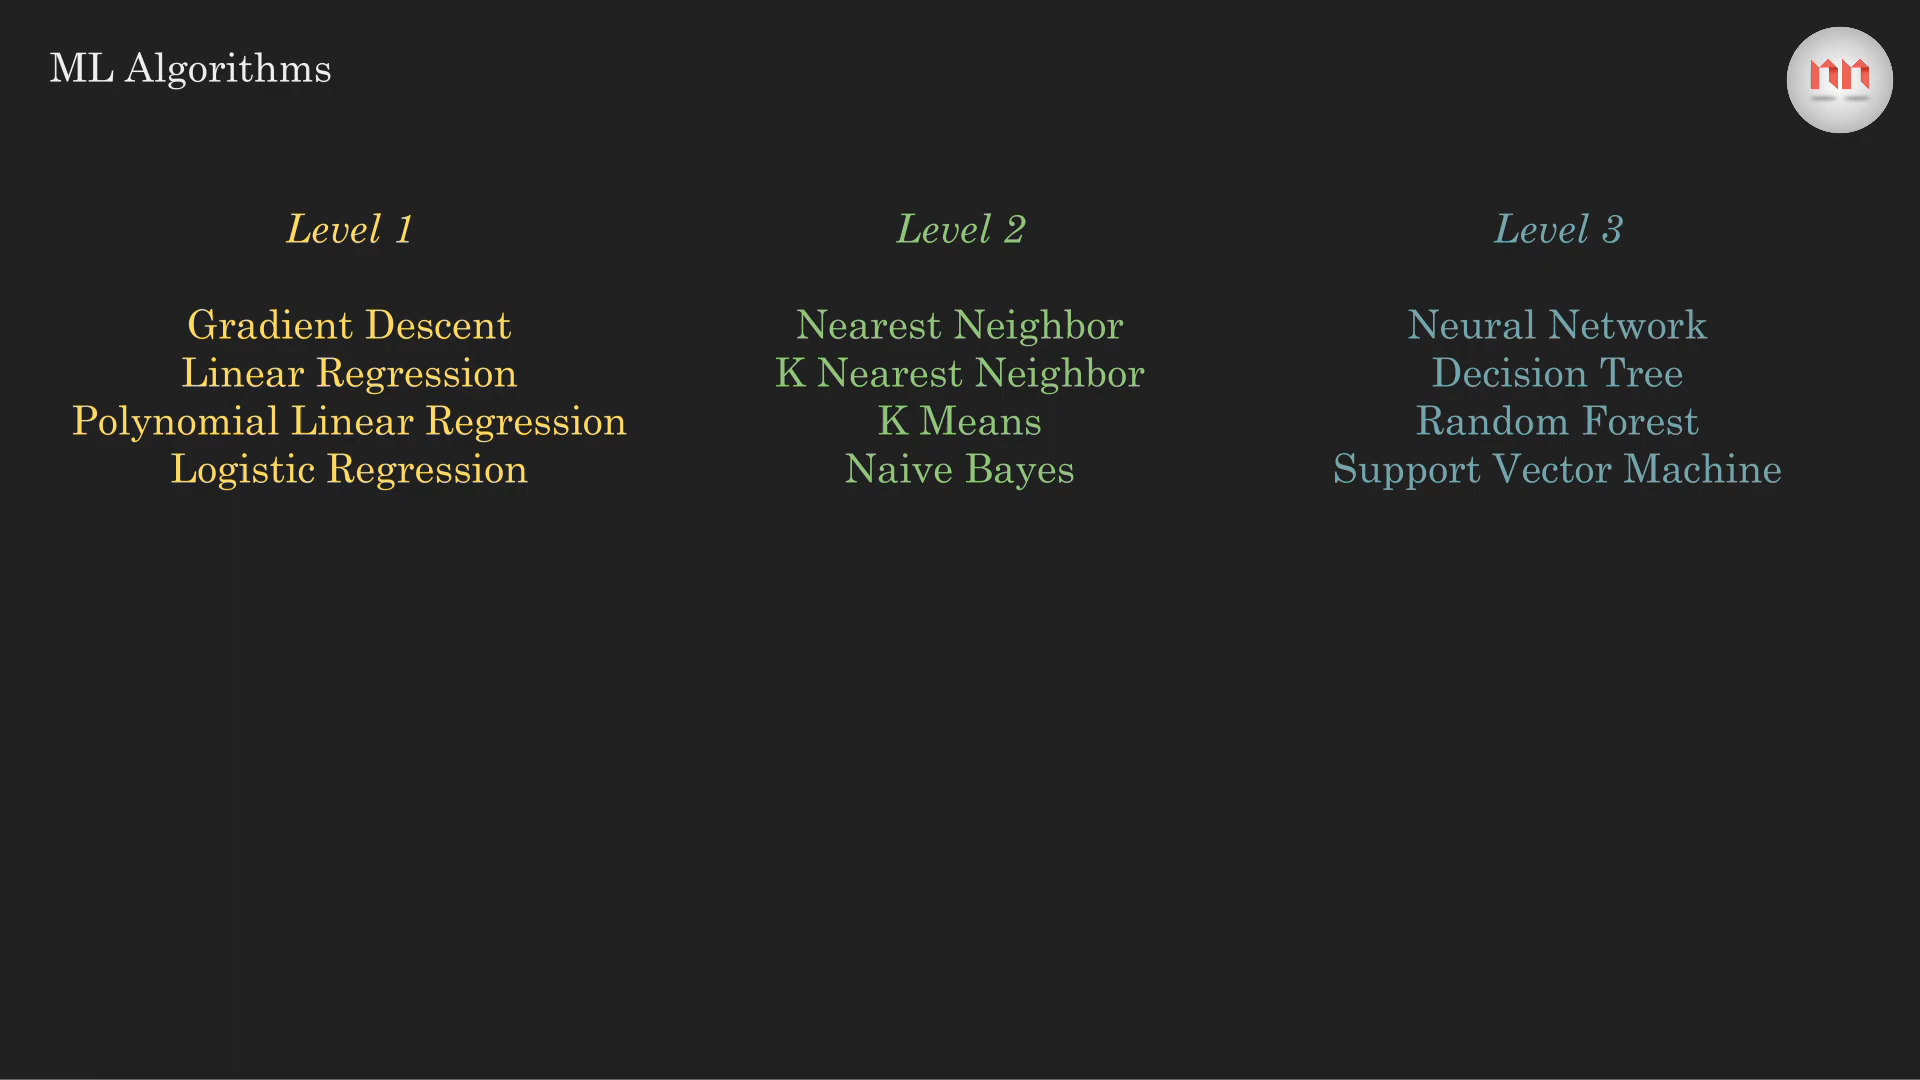 ML Algorithms
Level 1
Gradient Descent
Linear Regression
Polynomial Linear Regression
Logistic Regression
Level 2
Nearest Neighbor
K Nearest Neighbor
K Means
Naive Bayes
Level 3
Neural Network
Decision Tree
Random Forest
Support Vector Machine